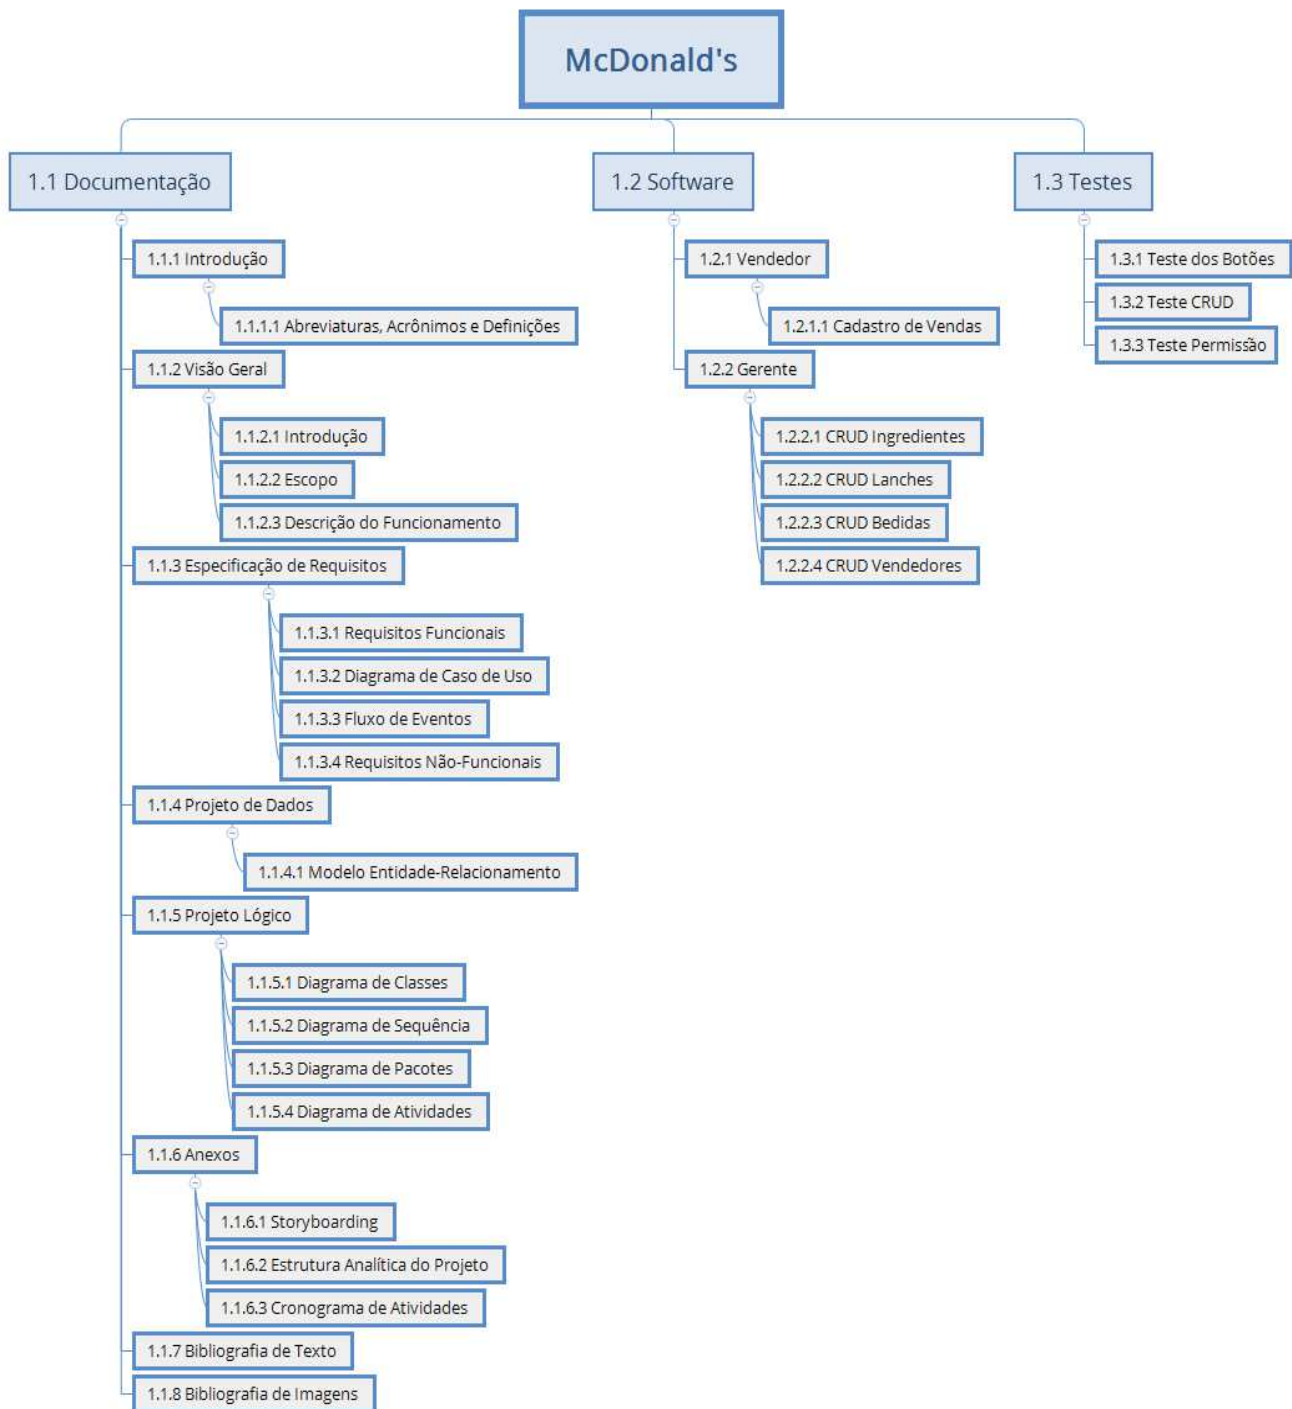 McDonald's
1.1 Documentação
1.1.1 Introdução
1.1.1.1 Abreviaturas, Acrônimos e Definições
1.1.2 Visão Geral
1.1.2.1 Introdução
1.1.2.2 Escopo
1.1.2.3 Descrição do Funcionamento
1.1.3 Especificação de Requisitos
1.1.3.1 Requisitos Funcionais
1.1.3.2 Diagrama de Caso de Uso
1.1.3.3 Fluxo de Eventos
1.1.3.4 Requisitos Não-Funcionais
1.1.4 Projeto de Dados
1.1.4.1 Modelo Entidade-Relacionamento
1.1.5 Projeto Lógico
1.1.5.1 Diagrama de Classes
1.1.5.2 Diagrama de Sequência
1.1.5.3 Diagrama de Pacotes
1.1.5.4 Diagrama de Atividades
1.1.6 Anexos
1.1.6.1 Storyboarding
1.1.6.2 Estrutura Analítica do Projeto
1.1.6.3 Cronograma de Atividades
1.1.7 Bibliografia de Texto
1.1.8 Bibliografia de Imagens
1.2 Software
1.2.1 Vendedor
1.2.1.1 Cadastro de Vendas
1.2.2 Gerente
1.2.2.1 CRUD Ingredientes
1.2.2.2 CRUD Lanches
1.2.2.3 CRUD Bedidas
1.2.2.4 CRUD Vendedores
1.3 Testes
1.3.1 Teste dos Botões
1.3.2 Teste CRUD
1.3.3 Teste Permissão